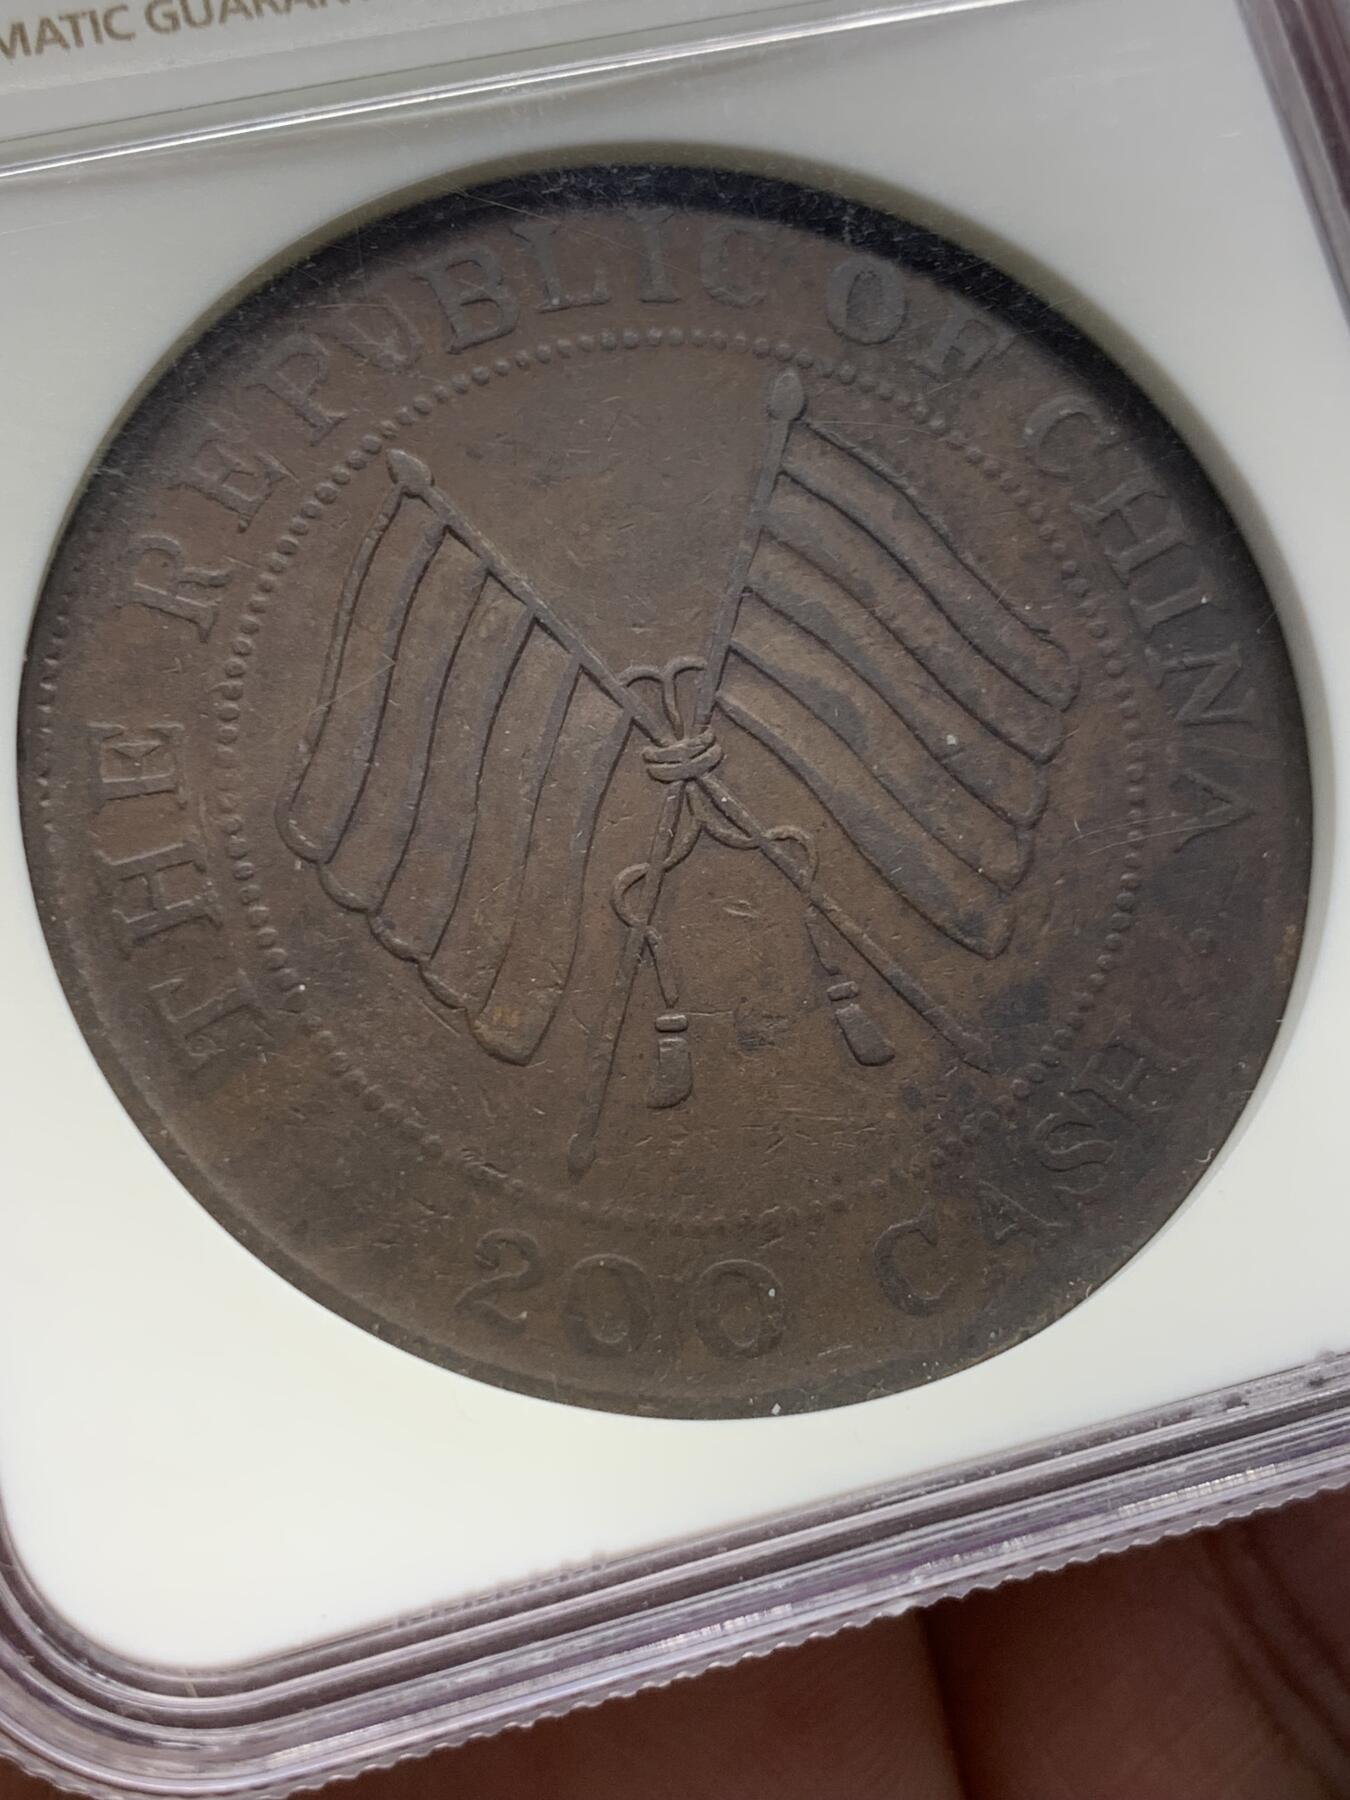 MATIC GUARAN
THE REPUBLIC OF CHINA
200 CASH